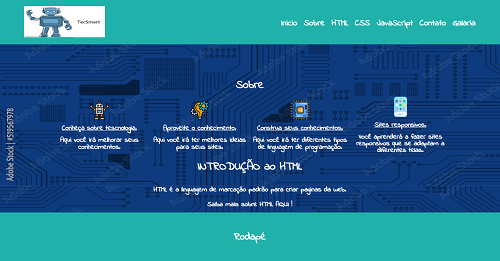 TecSmart
Inicio Sobre HTML CSS JavaScript Contato Galaria
Sobre
Conheça sobre tescnologia.
Aqui você irá melhorar seus
conhecimentos.
Aproveite o conhecimento.
Aqui você irá ter melhores ideias
para seus sites.
Construa seus conhecimentos.
Aqui você irá ter diferentes tipos
de linguagem de programação.
Sites responsivos.
Você aprenderá a fazer sites
responsivos que se adaptam a
diferentes telas.
INTRODUÇÃO ao HTML
HTML é a linguagem de marcação padrão para criar páginas da web.
Saiba mais sobre HTML AQUI !
Rodapé
Adobe Stock | #519567978